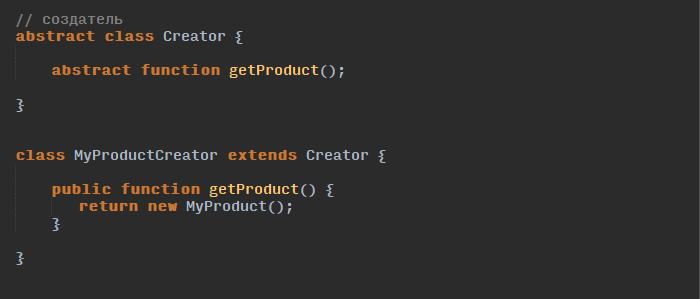 // создатель
abstract class Creator {
abstract function getProduct();
}
class MyProductCreator extends Creator {
public function getProduct() {
return new MyProduct();
}
}